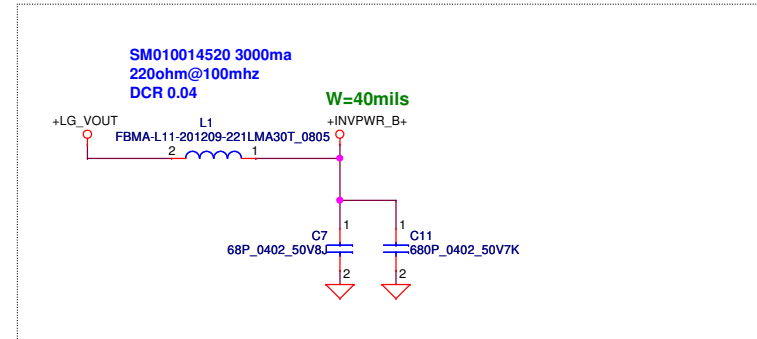 SM010014520 3000ma
220ohm@100mhz
DCR 0.04
W=40mils
+LG_VOUT
L1
+INVPWR_B+
FBMA-L11-201209-221LMA30T_0805
2
1
1
1
C7
C11
68P_0402_50V8J
680P_0402_50V7K
2
2